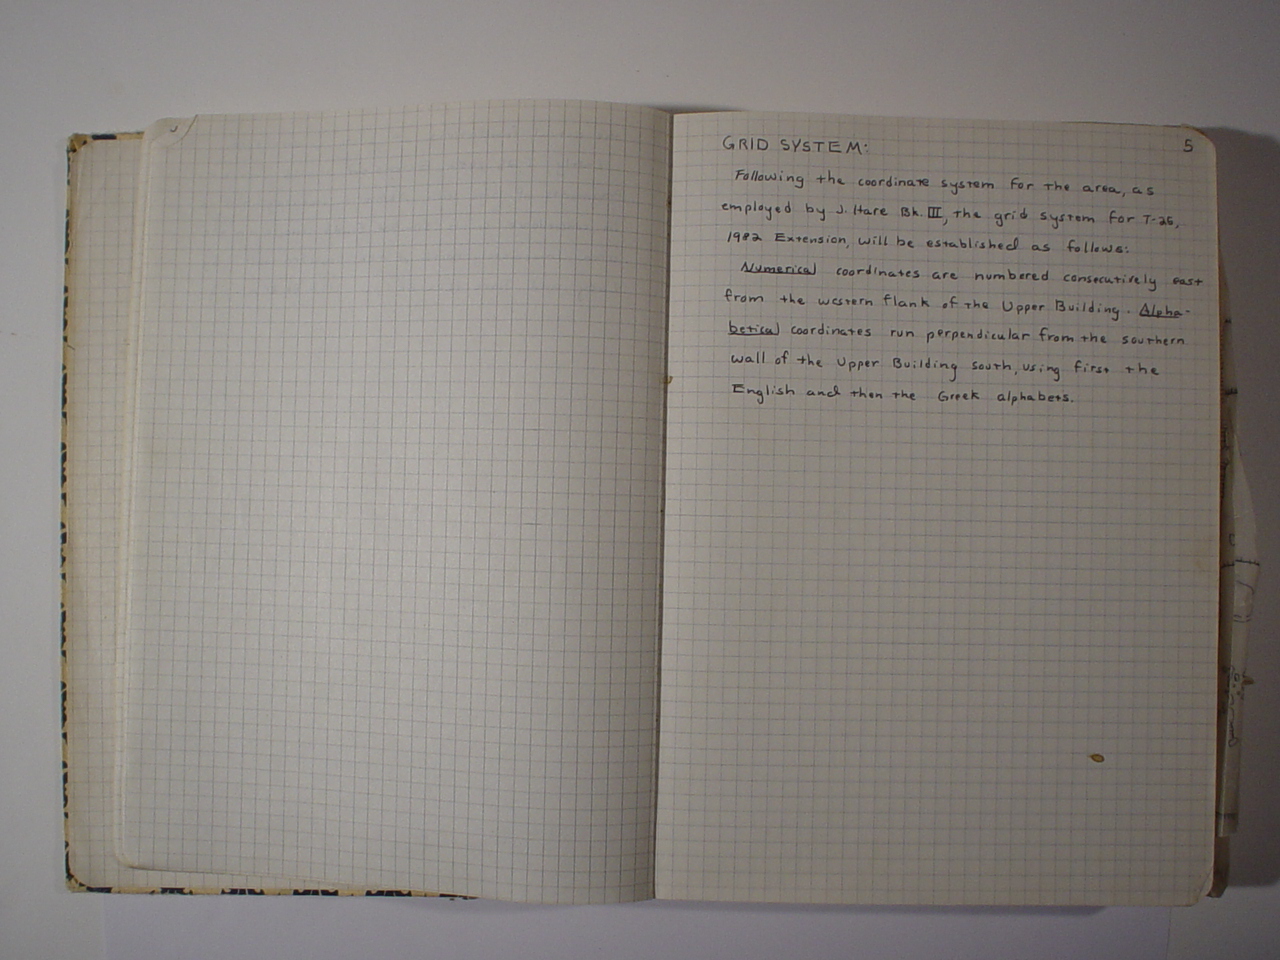 5
GRID SYSTEM:
Following the coordinate system for the area, as
employed by J. Hare Bk. III, the grid system for T-26,
1982 Extension, will be established as follows:
Numerical coordinates are numbered consecutively east
from the western flank of the Upper Building. Alpha-
betical coordinates run perpendicular from the southern
wall of the Upper Building south, using first the
English and then the Greek alphabets.